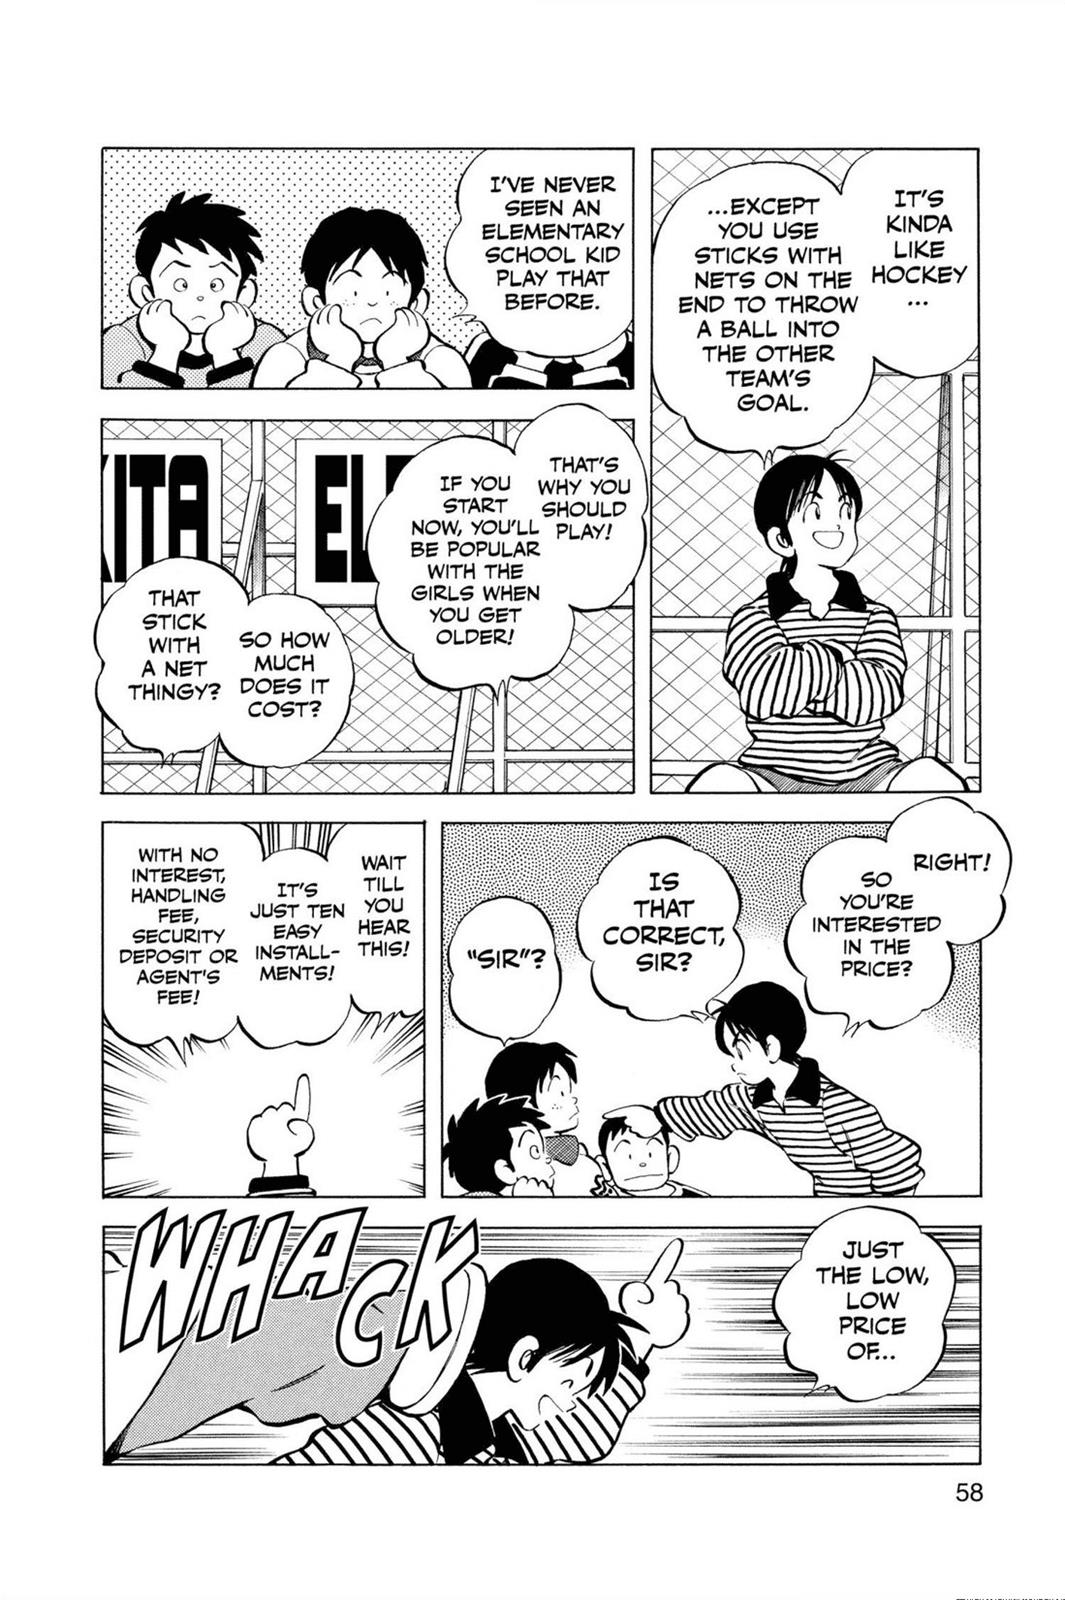 IT'S
KINDA
LIKE
HOCKEY
...
...EXCEPT
YOU USE
STICKS WITH
NETS ON THE
END TO THROW
A BALL INTO
THE OTHER
TEAM'S
GOAL.
I'VE NEVER
SEEN AN
ELEMENTARY
SCHOOL KID
PLAY THAT
BEFORE.
THAT'S
WHY YOU
SHOULD
PLAY!
IF YOU
START
NOW, YOU'LL
BE POPULAR
WITH THE
GIRLS WHEN
YOU GET
OLDER!
KITA
ELE
SO HOW
MUCH
DOES IT
COST?
THAT
STICK
WITH
A NET
THINGY?
RIGHT!
SO
YOU'RE
INTERESTED
IN THE
PRICE?
IS
THAT
CORRECT,
SIR?
"SIR"?
WAIT
TILL
YOU
HEAR
THIS!
IT'S
JUST TEN
EASY
INSTALL-
MENTS!
WITH NO
INTEREST,
HANDLING
FEE,
SECURITY
DEPOSIT OR
AGENT'S
FEE!
JUST
THE LOW,
LOW
PRICE
OF...
WHACK
58